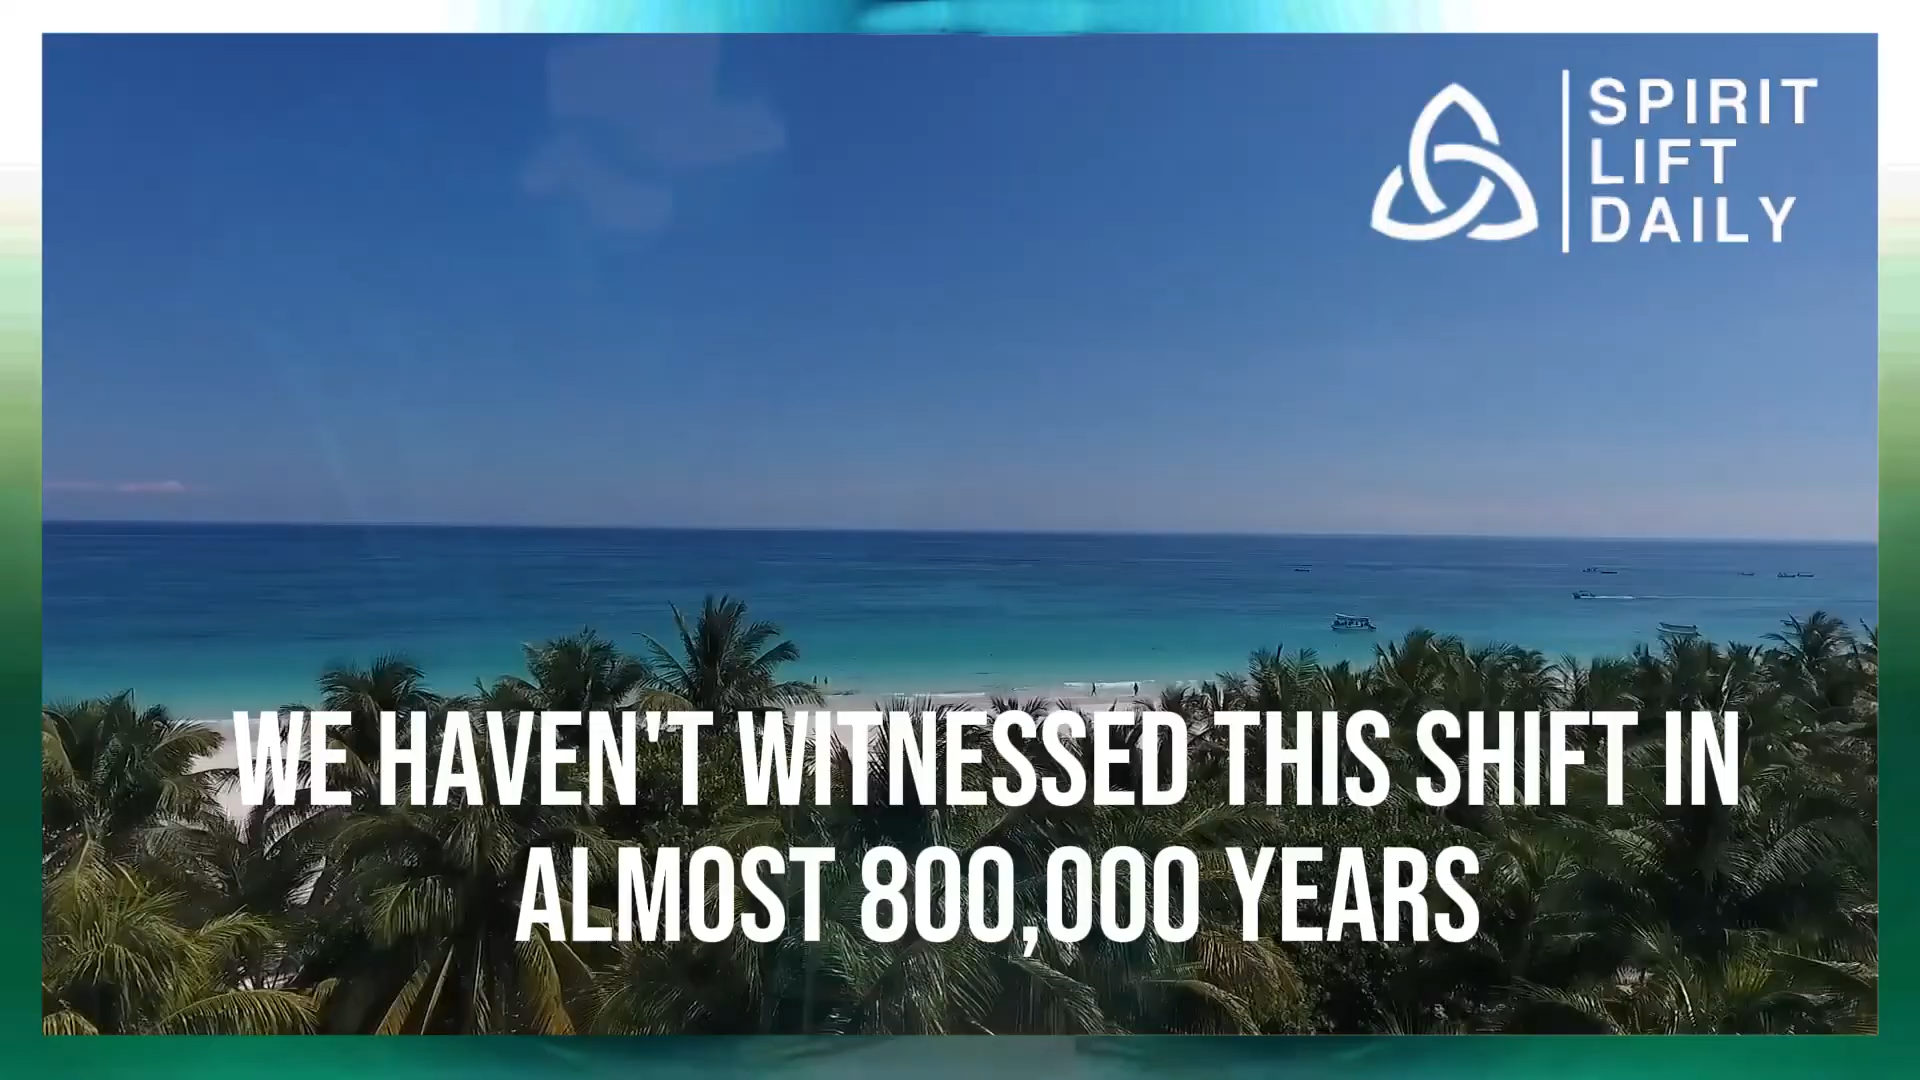 SPIRIT
LIFT
DAILY
WE HAVEN'T WITNESSED THIS SHIFT IN
ALMOST 800,000 YEARS